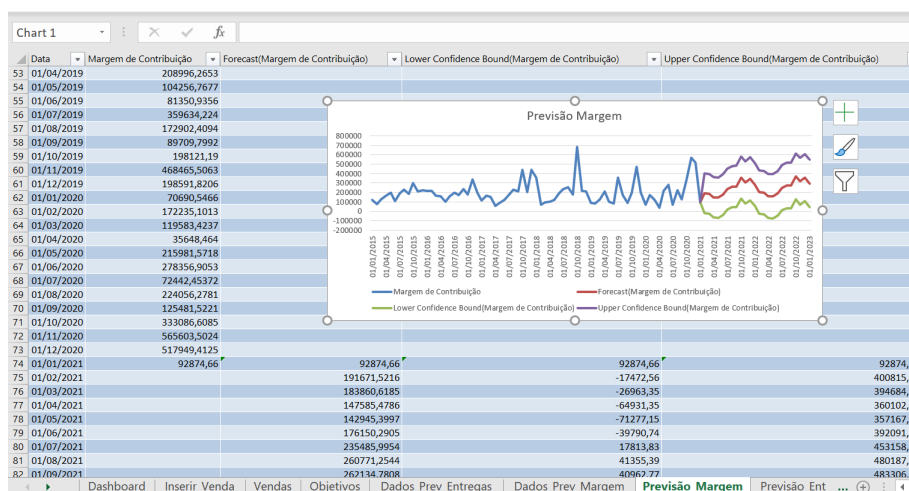 Chart 1 fx
Data Margem de Contribuição Forecast(Margem de Contribuição) Lower Confidence Bound(Margem de Contribuição) Upper Confidence Bound(Margem de Contribuição)
53 01/04/2019 208996,2653
54 01/05/2019 104256,7677
55 01/06/2019 81350,9356
56 01/07/2019 359634,224
57 01/08/2019 172902,4094
58 01/09/2019 89709,7992
59 01/10/2019 198121,19
60 01/11/2019 468465,5063
61 01/12/2019 198591,8206
62 01/01/2020 70690,5466
63 01/02/2020 172235,1013
64 01/03/2020 119583,4237
65 01/04/2020 35648,464
66 01/05/2020 215981,5718
67 01/06/2020 278356,9053
68 01/07/2020 72442,45372
69 01/08/2020 224056,2781
70 01/09/2020 125481,5221
71 01/10/2020 333086,6085
72 01/11/2020 565603,5024
73 01/12/2020 517949,4125
74 01/01/2021 92874,66 92874,66 92874,66 92874,
75 01/02/2021 191671,5216 -17472,56 400815,
76 01/03/2021 183860,6185 -26963,35 394684,
77 01/04/2021 147585,4786 -64931,35 360102,
78 01/05/2021 142945,3997 -71277,15 357167,
79 01/06/2021 176150,2905 -39790,74 392091,
80 01/07/2021 235485,9954 17813,83 453158,
81 01/08/2021 260771,2544 41355,39 480187,
82 01/09/2021 262134,7808 40962,77 483306,
Previsão Margem
800000
700000
600000
500000
400000
300000
200000
100000
0
-100000
-200000
01/01/2015
01/04/2015
01/07/2015
01/10/2015
01/01/2016
01/04/2016
01/07/2016
01/10/2016
01/01/2017
01/04/2017
01/07/2017
01/10/2017
01/01/2018
01/04/2018
01/07/2018
01/10/2018
01/01/2019
01/04/2019
01/07/2019
01/10/2019
01/01/2020
01/04/2020
01/07/2020
01/10/2020
01/01/2021
01/04/2021
01/07/2021
01/10/2021
01/01/2022
01/04/2022
01/07/2022
01/10/2022
01/01/2023
Margem de Contribuição Forecast(Margem de Contribuição)
Lower Confidence Bound(Margem de Contribuição) Upper Confidence Bound(Margem de Contribuição)
Dashboard Inserir Venda Vendas Objetivos Dados Prev Entregas Dados Prev Margem Previsão Margem Previsão Ent ...